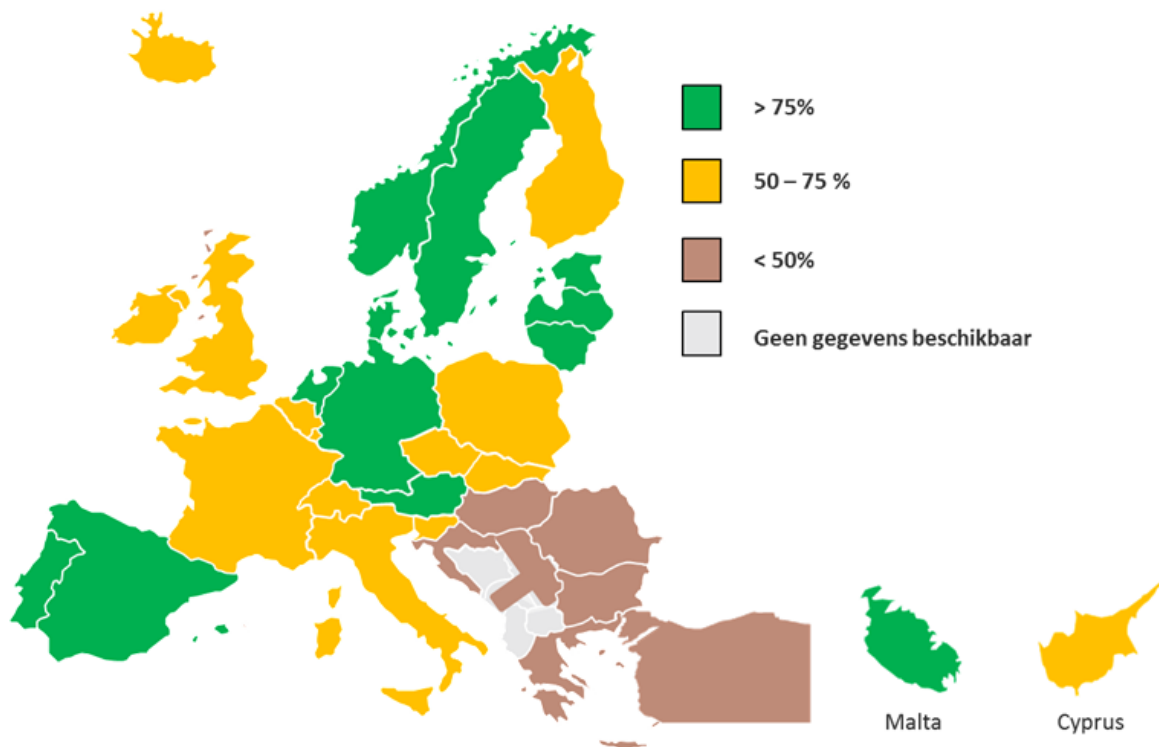 > 75%
50 – 75 %
< 50%
Geen gegevens beschikbaar
Malta
Cyprus